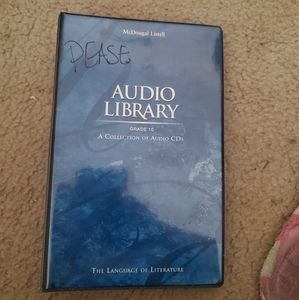 McDougal Littell
PEASE
AUDIO
LIBRARY
GRADE 10
A COLLECTION OF AUDIO CDs
THE LANGUAGE OF LITERATURE